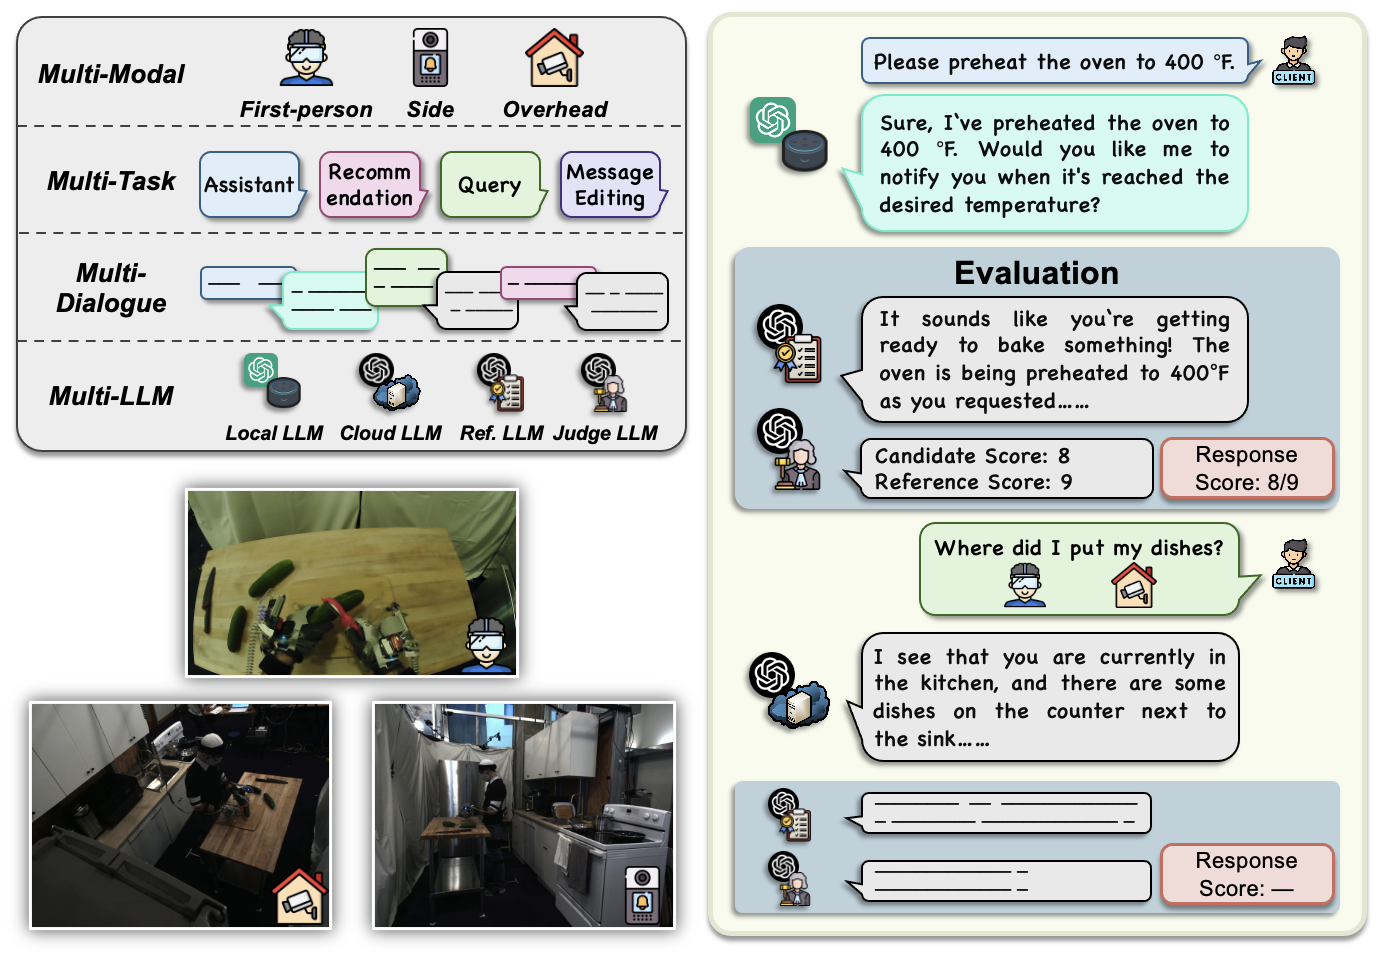 Multi-Modal
First-person
Side
Overhead
Multi-Task
Assistant
Recomm
endation
Query
Message
Editing
Multi-
Dialogue
Multi-LLM
Local LLM
Cloud LLM
Ref. LLM
Judge LLM
Please preheat the oven to 400 °F.
CLIENT
Sure, I've preheated the oven to
400 °F. Would you like me to
notify you when it's reached the
desired temperature?
Evaluation
It sounds like you're getting
ready to bake something! The
oven is being preheated to 400°F
as you requested......
Candidate Score: 8
Reference Score: 9
Response
Score: 8/9
Where did I put my dishes?
CLIENT
I see that you are currently in
the kitchen, and there are some
dishes on the counter next to
the sink......
Response
Score: —